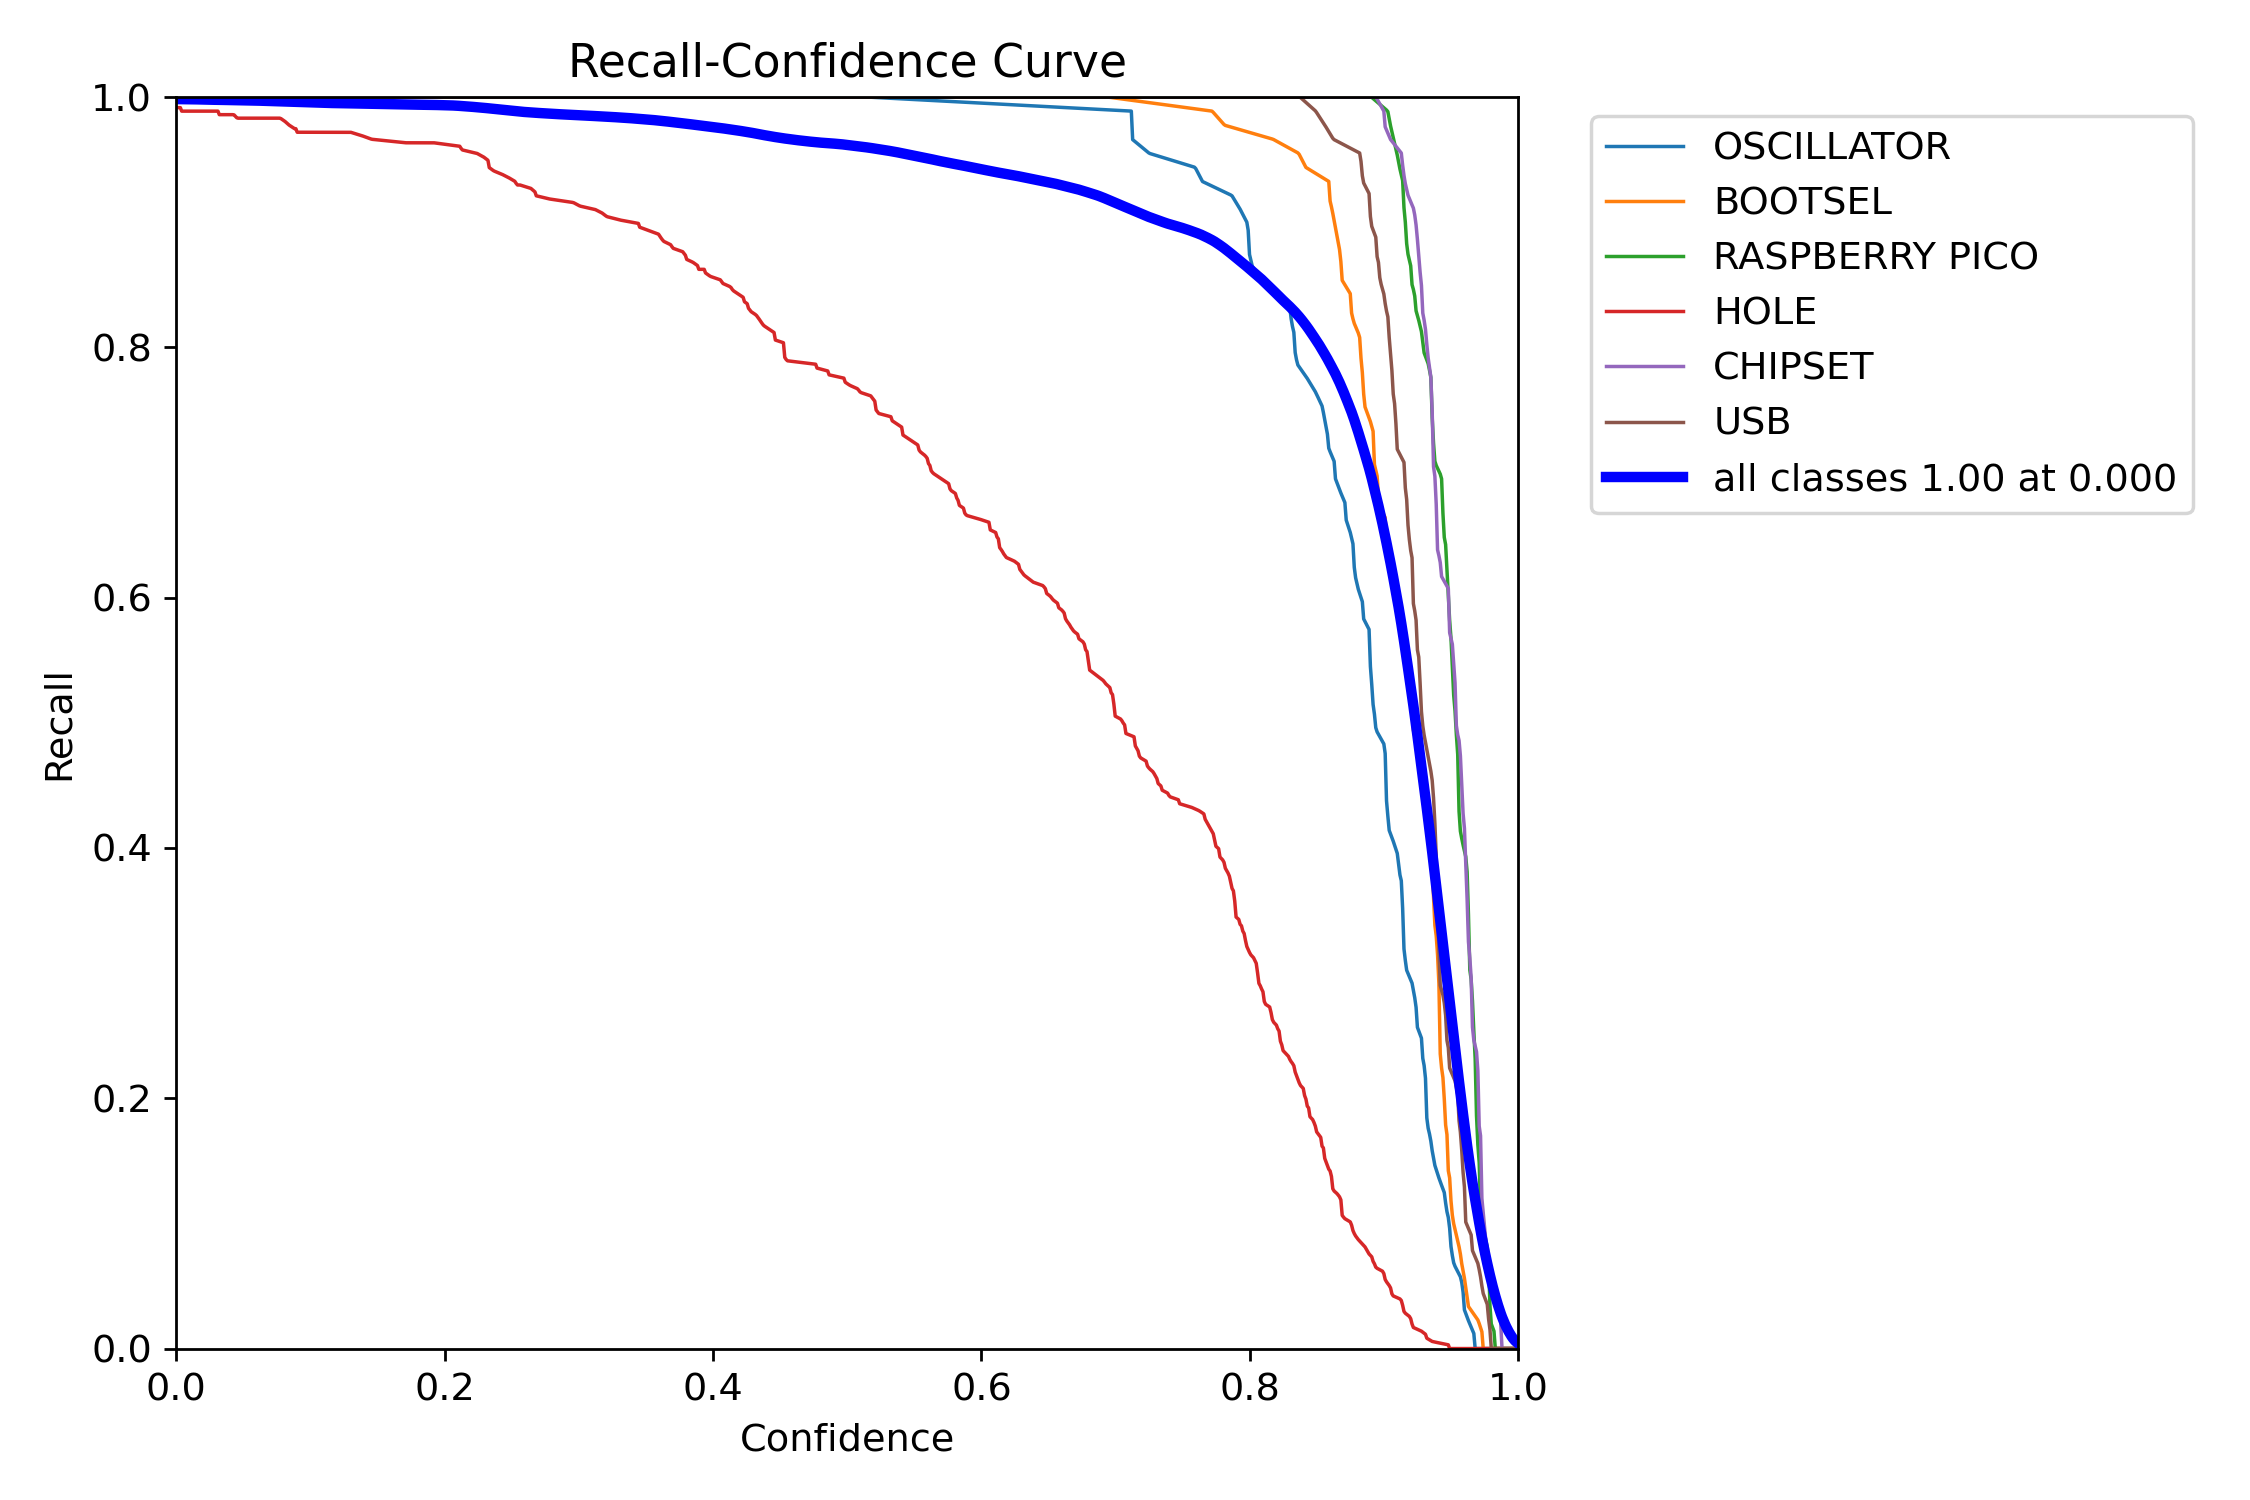 Recall-Confidence Curve
1.0
0.8
0.6
0.4
0.2
0.0
Recall
0.0 0.2 0.4 0.6 0.8 1.0
Confidence
OSCILLATOR
BOOTSEL
RASPBERRY PICO
HOLE
CHIPSET
USB
all classes 1.00 at 0.000